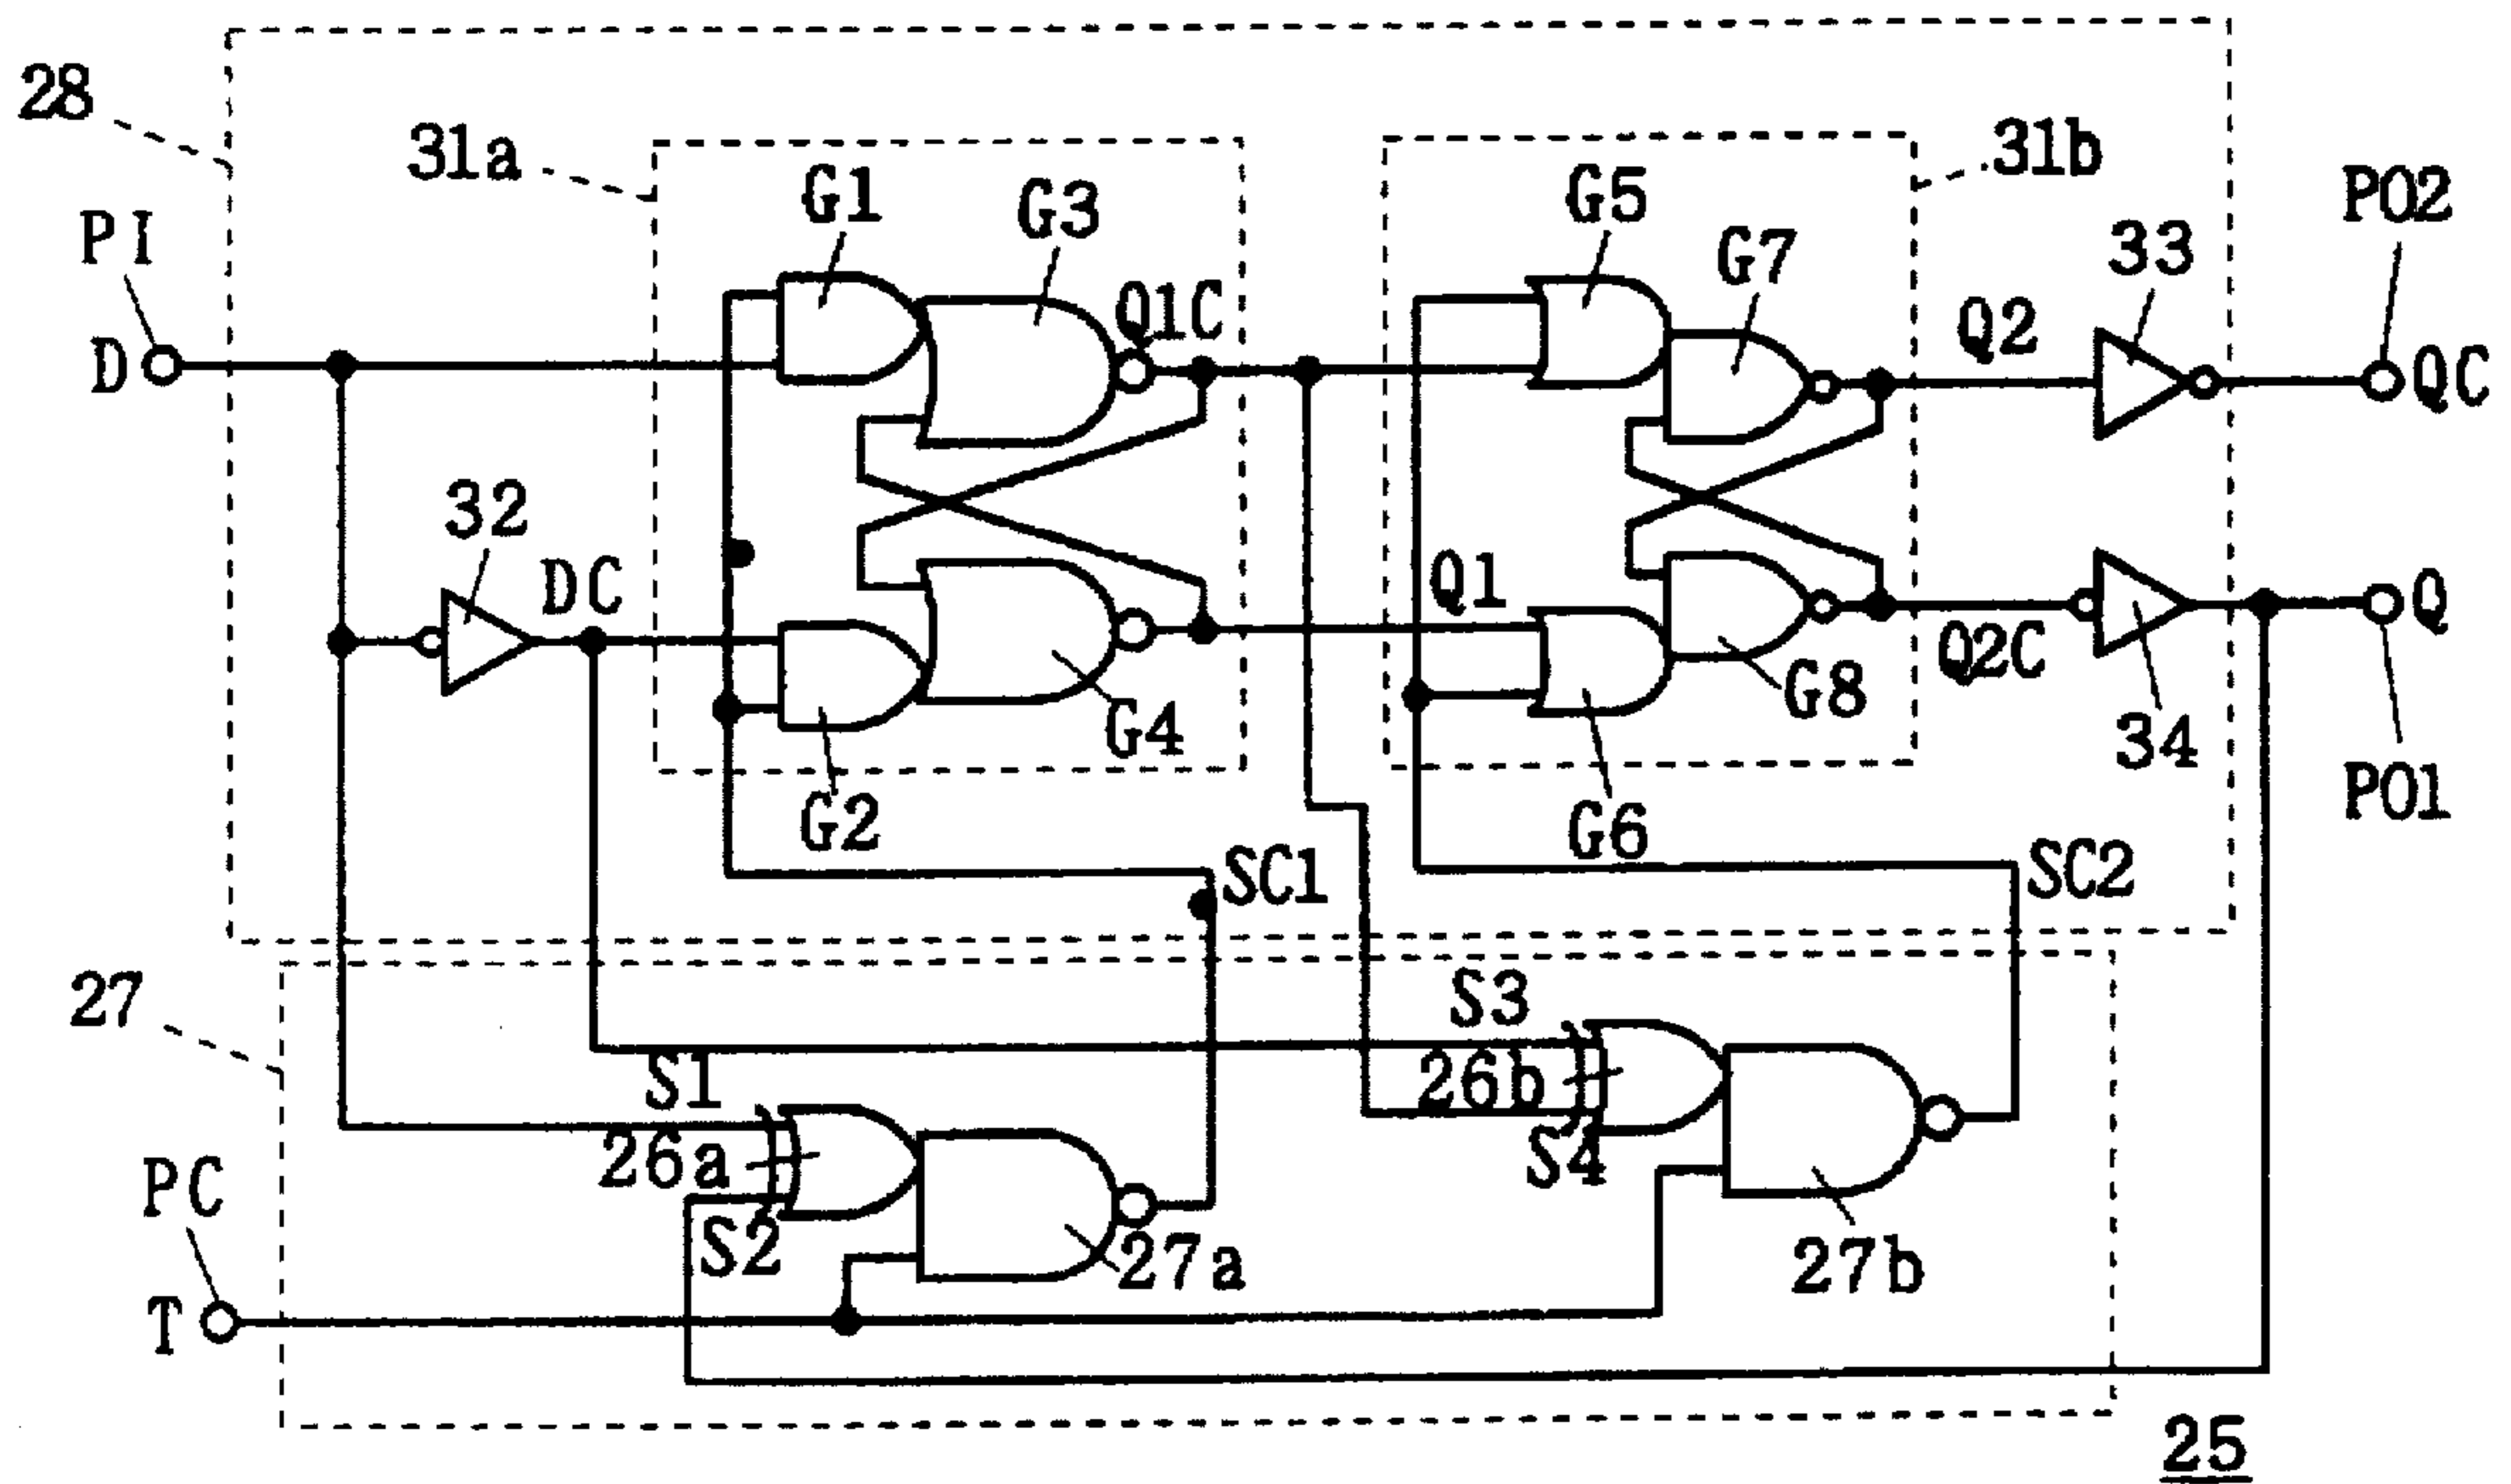 28
31a
31b
G1
G3
G5
G7
PI
PO2
33
Q1C
Q2
D
QC
32
DC
Q1
Q
Q2C
G8
G4
34
G2
G6
PO1
SC1
SC2
27
S3
S1
26b
26a
S4
PC
S2
27a
27b
T
25